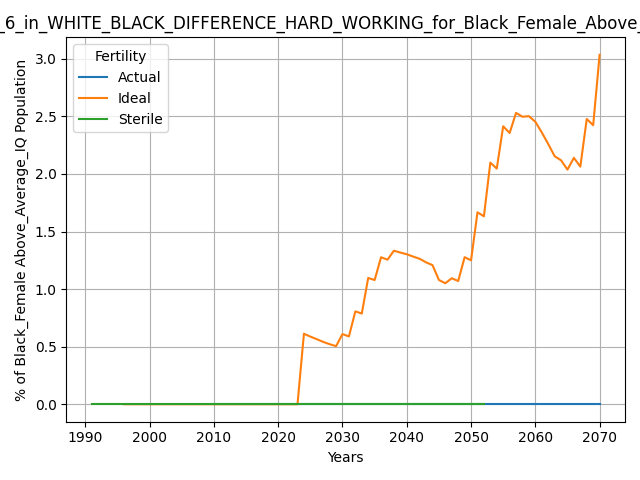 _6_in_WHITE_BLACK_DIFFERENCE_HARD_WORKING_for_Black_Female_Above_
Fertility
Actual
Ideal
Sterile
% of Black_Female Above_Average_IQ Population
3.0
2.5
2.0
1.5
1.0
0.5
0.0
1990 2000 2010 2020 2030 2040 2050 2060 2070
Years